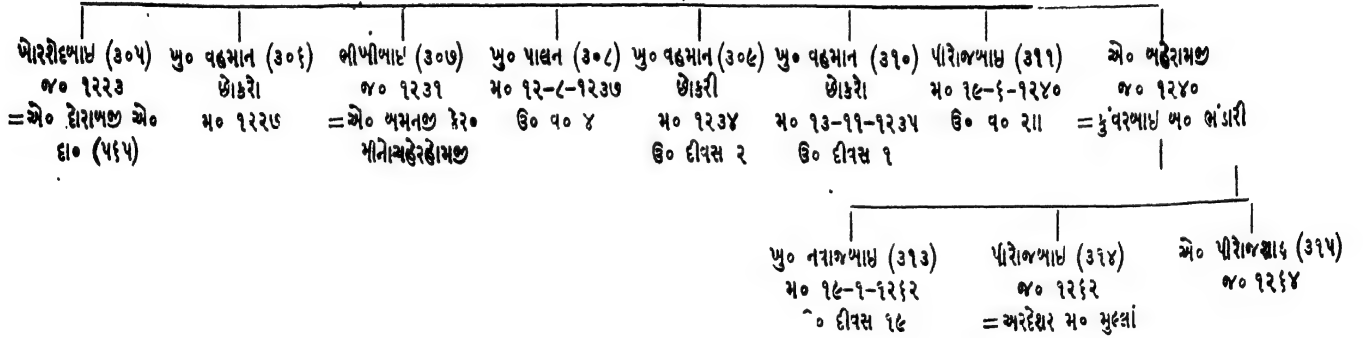 ખોરશેદબાઇ (૩૦૫) ખુ૦ વહમાન (૩૦૬) ભીખીબાઇ (૩૦૭) ખુ૦ પાલન (૩૦૮) ખુ૦ વહમાન (૩૦૯) ખુ૦ વહમાન (૩૧૦) પીરોજબાઇ (૩૧૧) એ૦ બહેરામજી
જ૦ ૧૨૨૩ છોકરો જ૦ ૧૨૩૧ મ૦ ૧૨-૮-૧૨૩૭ છોકરી છોકરો મ૦ ૧૯-૬-૧૨૪૦ જ૦ ૧૨૪૦
=એ૦ દોરાબજી એ૦ મ૦ ૧૨૨૭ =એ૦ બમનજી કેર૦ ઉ૦ વ૦ ૪ મ૦ ૧૨૩૪ મ૦ ૧૩-૧૧-૧૨૩૫ ઉ૦ વ૦ ૨ાા =કુંવરબાઇ બ૦ ભંડારી
દા૦ (૫૬૫) મીનોચહેરહોમજી ઉ૦ દીવસ ૨ ઉ૦ દીવસ ૧
ખુ૦ નવાજબાઇ (૩૧૩) પીરોજબાઇ (૩૧૪) એ૦ પીરોજશાહ (૩૧૫)
મ૦ ૧૯-૧-૧૨૬૨ જ૦ ૧૨૬૨ જ૦ ૧૨૬૪
૦ દીવસ ૧૯ =અરદેશર મ૦ મુલ્લાં